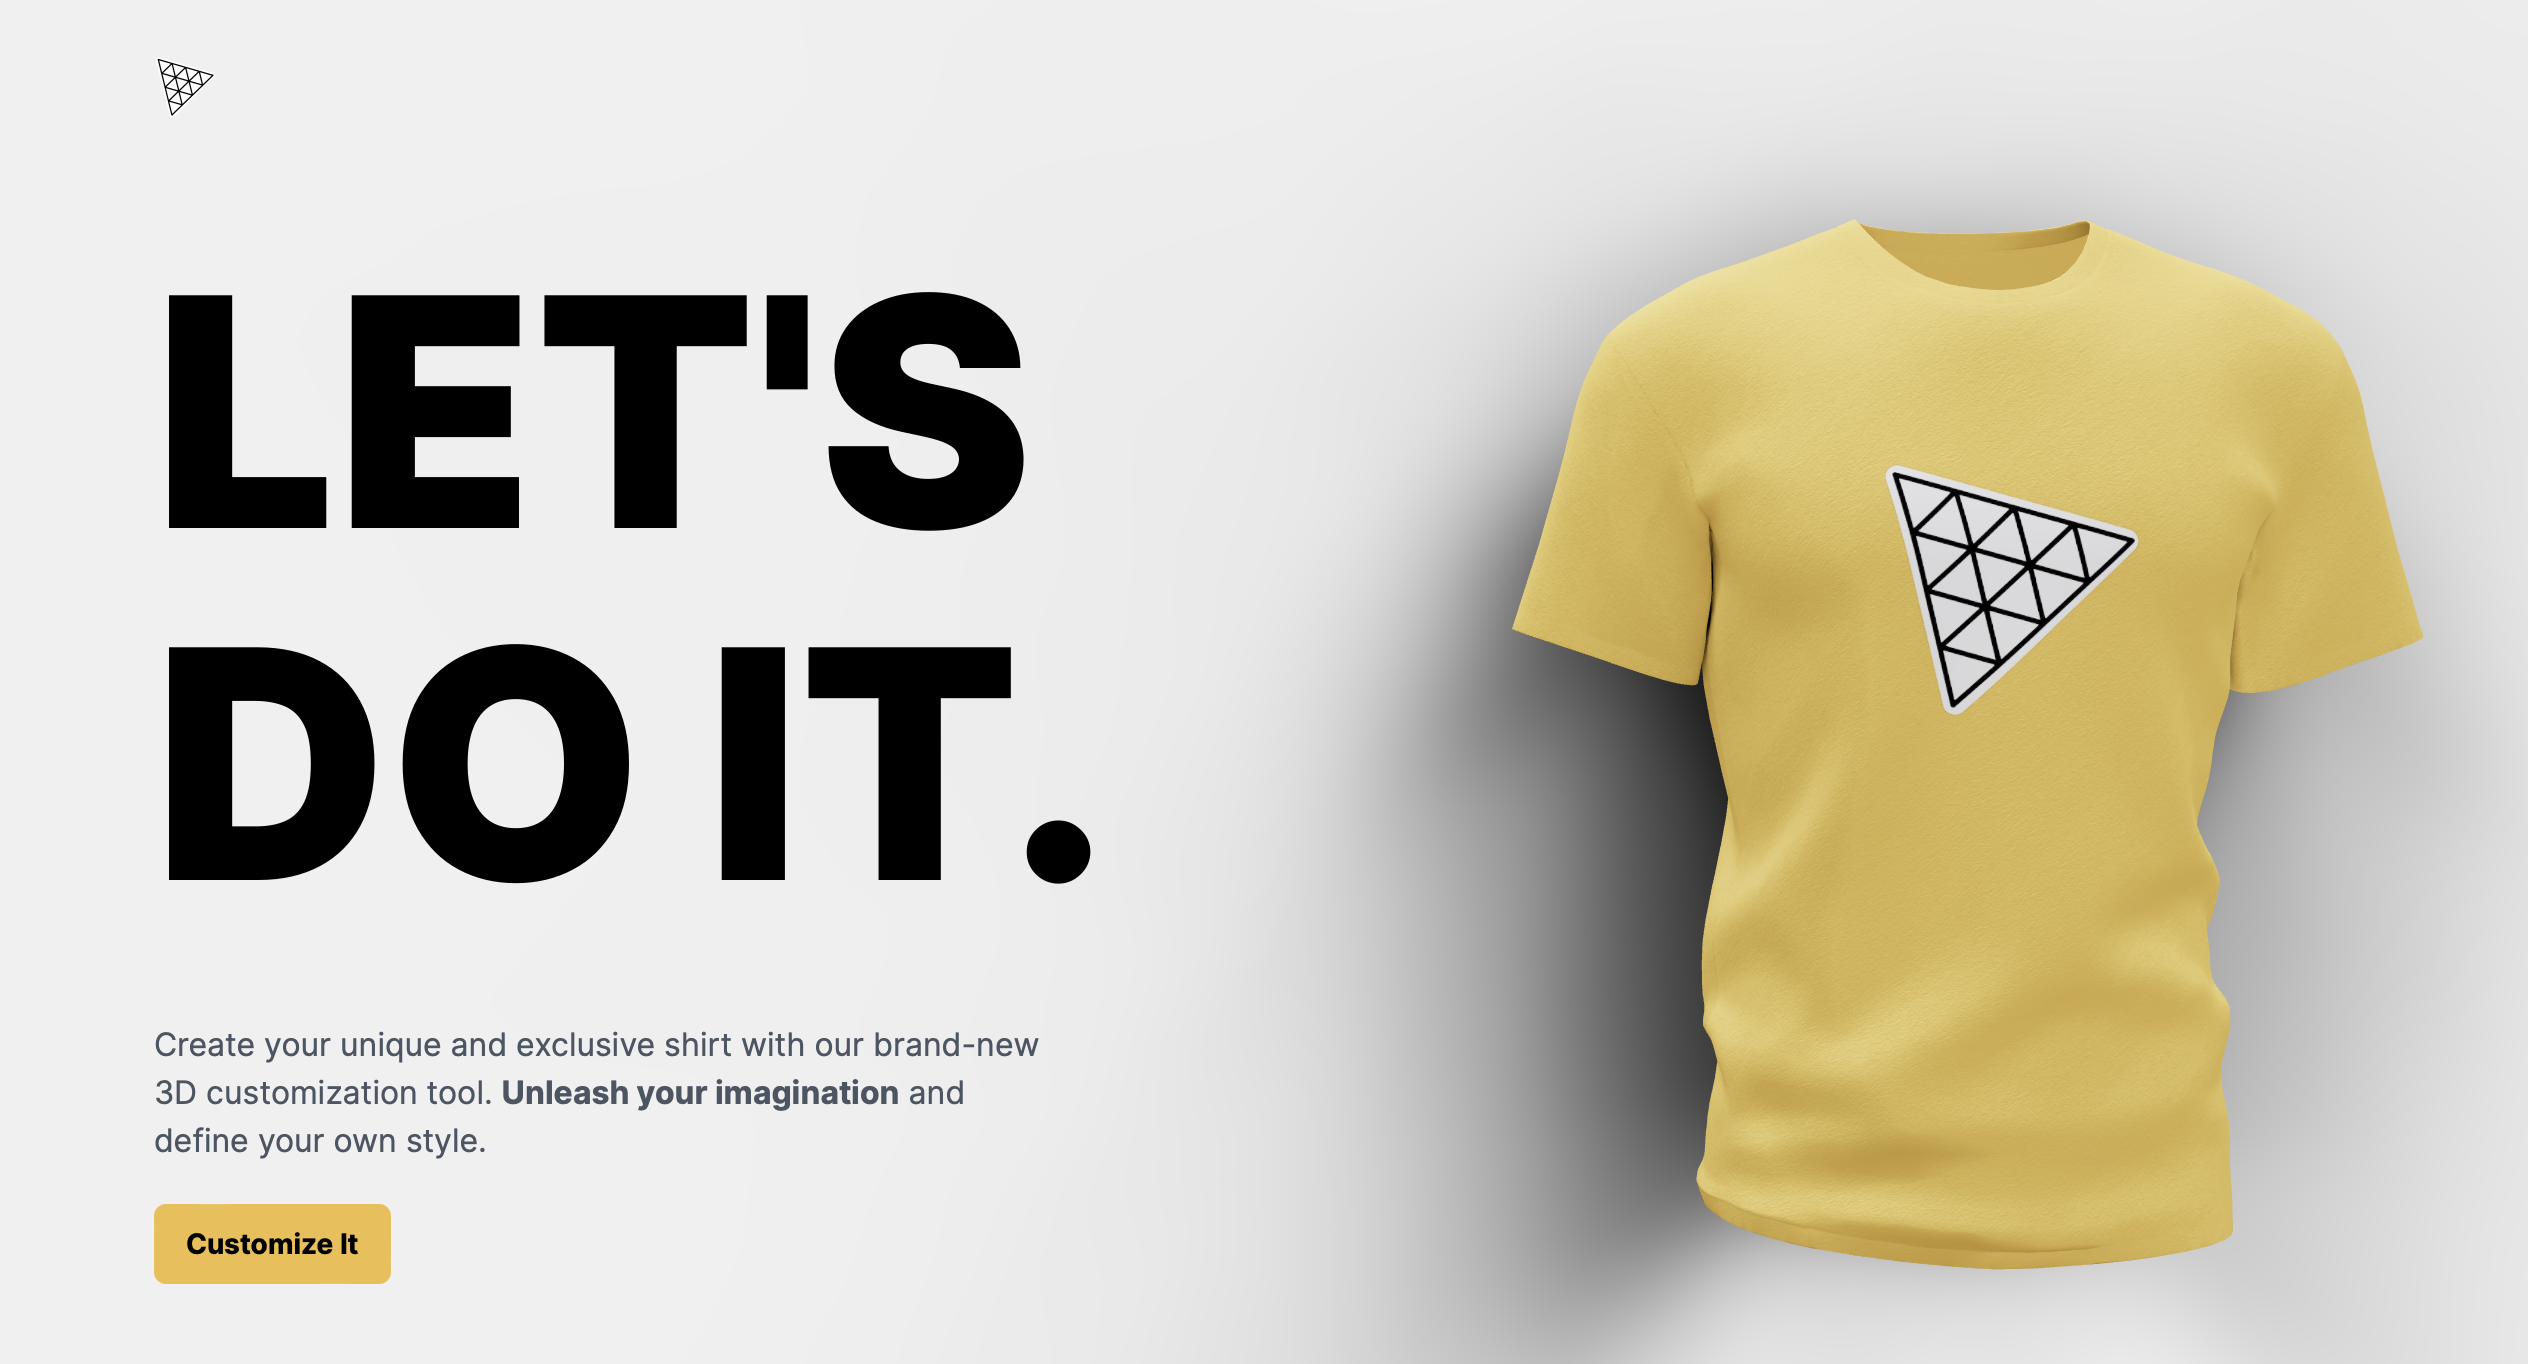 LET'S
DO IT.
Create your unique and exclusive shirt with our brand-new
3D customization tool. Unleash your imagination and
define your own style.
Customize It